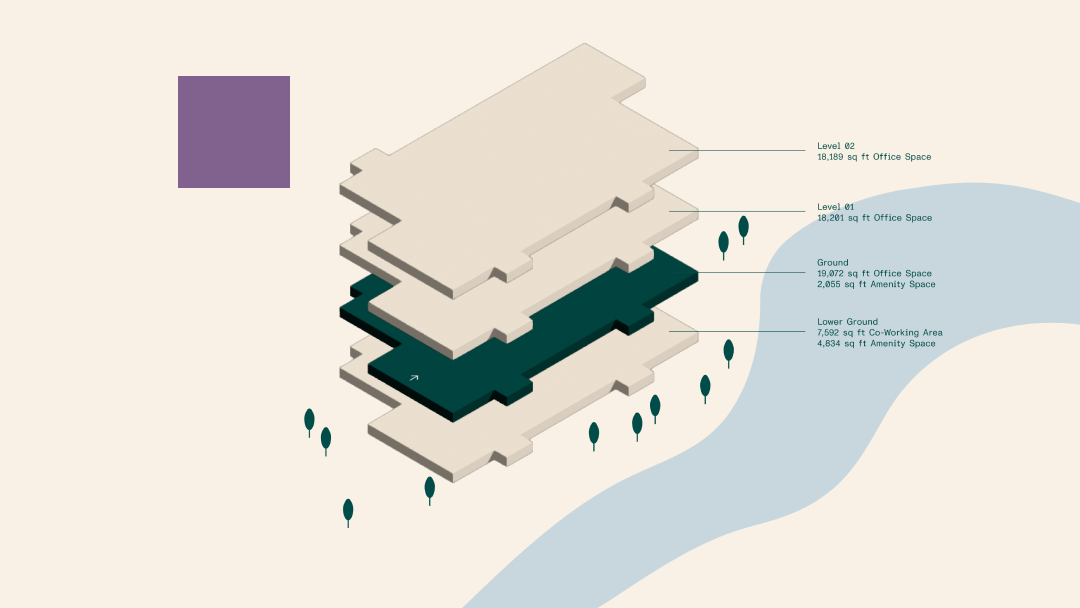 Level 02
18,189 sq ft Office Space
Level 01
18,201 sq ft Office Space
Ground
19,072 sq ft Office Space
2,055 sq ft Amenity Space
Lower Ground
7,592 sq ft Co-Working Area
4,834 sq ft Amenity Space